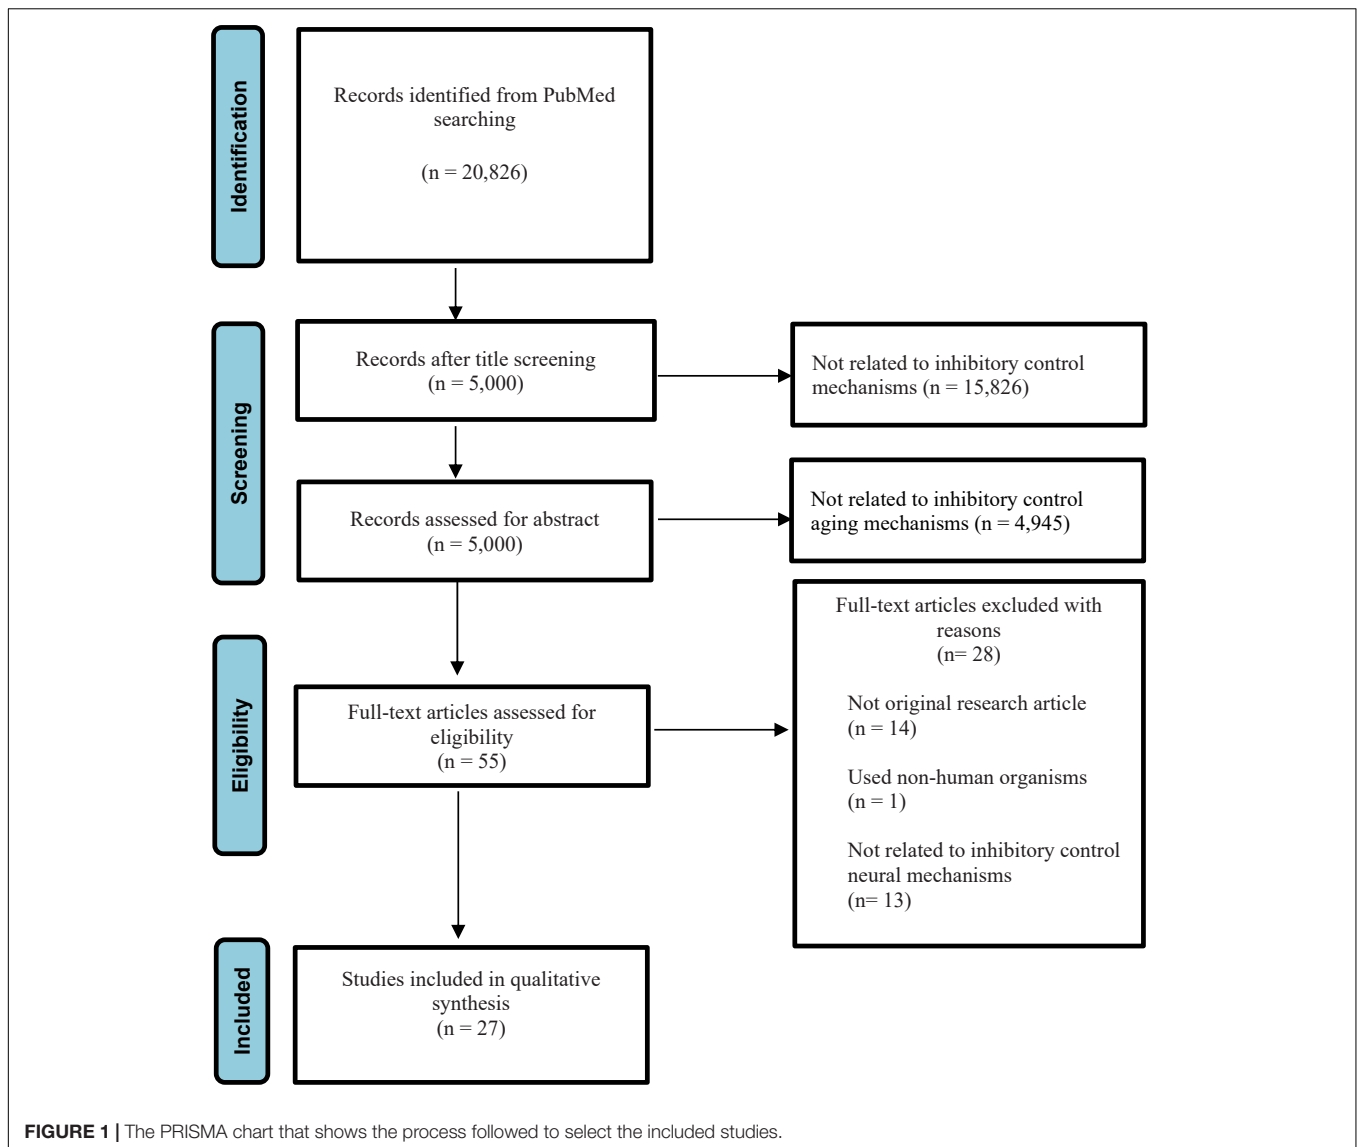 Identification
Records identified from PubMed
searching
(n = 20,826)
Screening
Records after title screening
(n = 5,000)
Not related to inhibitory control
mechanisms (n = 15,826)
Records assessed for abstract
(n = 5,000)
Not related to inhibitory control
aging mechanisms (n = 4,945)
Eligibility
Full-text articles assessed for
eligibility
(n = 55)
Full-text articles excluded with
reasons
(n= 28)
Not original research article
(n = 14)
Used non-human organisms
(n = 1)
Not related to inhibitory control
neural mechanisms
(n= 13)
Included
Studies included in qualitative
synthesis
(n = 27)
FIGURE 1 | The PRISMA chart that shows the process followed to select the included studies.